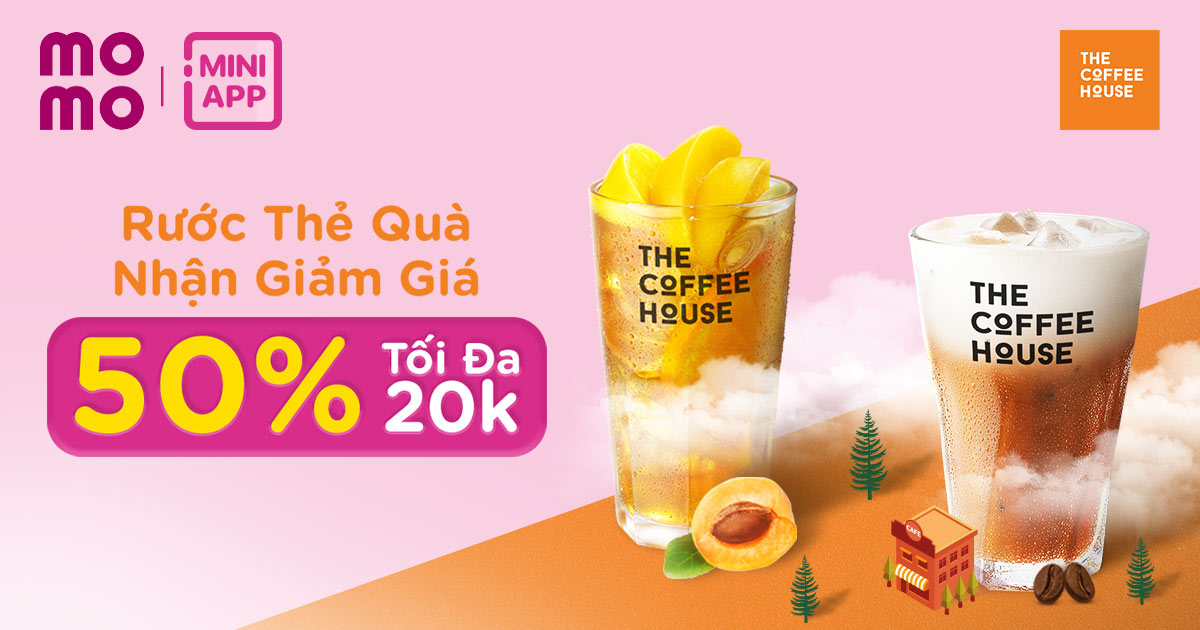 mo
mo
MINI
APP
THE
COFFEE
HOUSE
Rước Thẻ Quà
Nhận Giảm Giá
50%
Tối Đa
20k
THE
COFFEE
HOUSE
THE
COFFEE
HOUSE
CAFE